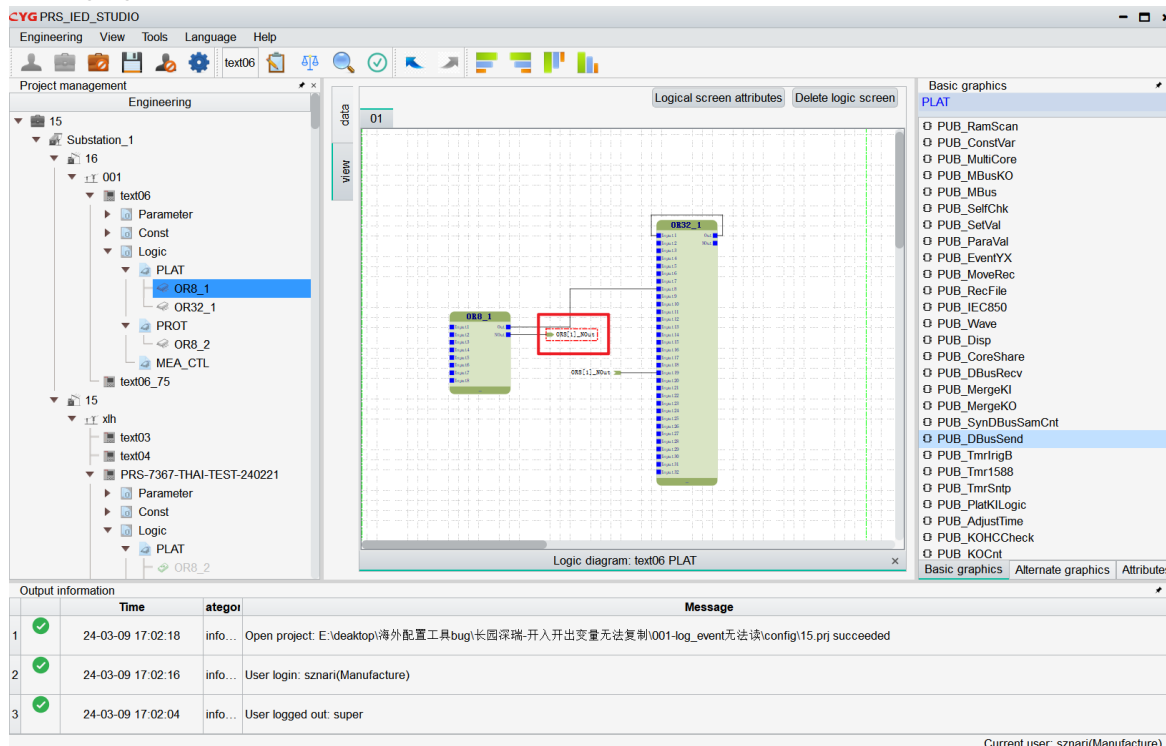 CYG PRS_IED_STUDIO
Engineering View Tools Language Help
text06
Project management
Engineering
15
Substation_1
16
001
text06
Parameter
Const
Logic
PLAT
OR8_1
OR32_1
PROT
OR8_2
MEA_CTL
text06_75
15
xlh
text03
text04
PRS-7367-THAI-TEST-240221
Parameter
Const
Logic
PLAT
OR8_2
data
view
Logical screen attributes Delete logic screen
01
OR32_1
OR8_1
OR8[1]_NOut
OR8[1]_NOut
Logic diagram: text06 PLAT
Basic graphics
PLAT
PUB_RamScan
PUB_ConstVar
PUB_MultiCore
PUB_MBusKO
PUB_MBus
PUB_SelfChk
PUB_SetVal
PUB_ParaVal
PUB_EventYX
PUB_MoveRec
PUB_RecFile
PUB_IEC850
PUB_Wave
PUB_Disp
PUB_CoreShare
PUB_DBusRecv
PUB_MergeKI
PUB_MergeKO
PUB_SynDBusSamCnt
PUB_DBusSend
PUB_TmrIrigB
PUB_Tmr1588
PUB_TmrSntp
PUB_PlatKILogic
PUB_AdjustTime
PUB_KOHCCheck
PUB_KOCnt
Basic graphics Alternate graphics Attributes
Output information
Time ategor Message
1 24-03-09 17:02:18 info... Open project: E:\deaktop\海外配置工具bug\长园深瑞-开入开出变量无法复制\001-log_event无法读\config\15.prj succeeded
2 24-03-09 17:02:16 info... User login: sznari(Manufacture)
3 24-03-09 17:02:04 info... User logged out: super
Current user: sznari(Manufacture)